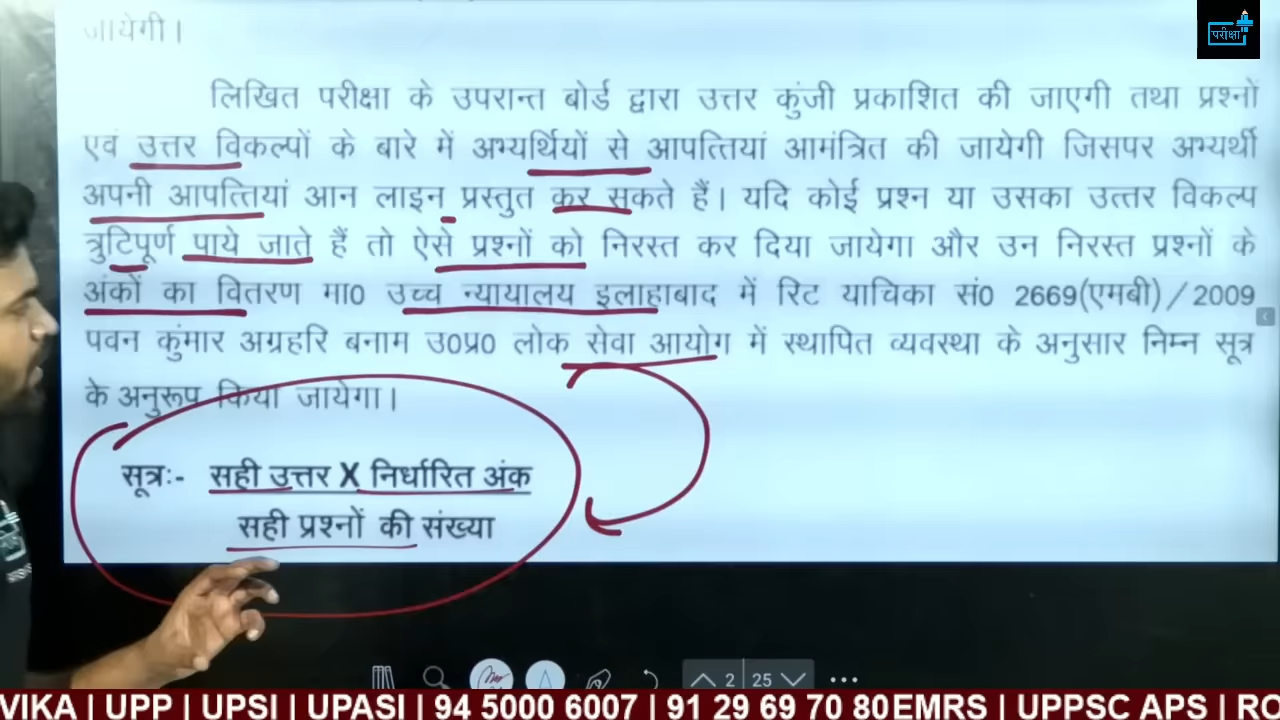 जायेगी।
परीक्षा
लिखित परीक्षा के उपरान्त बोर्ड द्वारा उत्तर कुंजी प्रकाशित की जाएगी तथा प्रश्नों
एवं उत्तर विकल्पों के बारे में अभ्यर्थियों से आपत्तियां आमंत्रित की जायेगी जिसपर अभ्यर्थी
अपनी आपत्तियां आन लाइन प्रस्तुत कर सकते हैं। यदि कोई प्रश्न या उसका उत्तर विकल्प
त्रुटिपूर्ण पाये जाते हैं तो ऐसे प्रश्नों को निरस्त कर दिया जायेगा और उन निरस्त प्रश्नों के
अंकों का वितरण मा0 उच्च न्यायालय इलाहाबाद में रिट याचिका सं0 2669(एमबी)/2009
पवन कुंमार अग्रहरि बनाम उ0प्र0 लोक सेवा आयोग में स्थापित व्यवस्था के अनुसार निम्न सूत्र
के अनुरूप किया जायेगा।
सूत्रः- सही उत्तर X निर्धारित अंक
सही प्रश्नों की संख्या
2 25
VIKA | UPP | UPSI | UPASI | 94 5000 6007 | 91 29 69 70 80 EMRS | UPPSC APS | RO